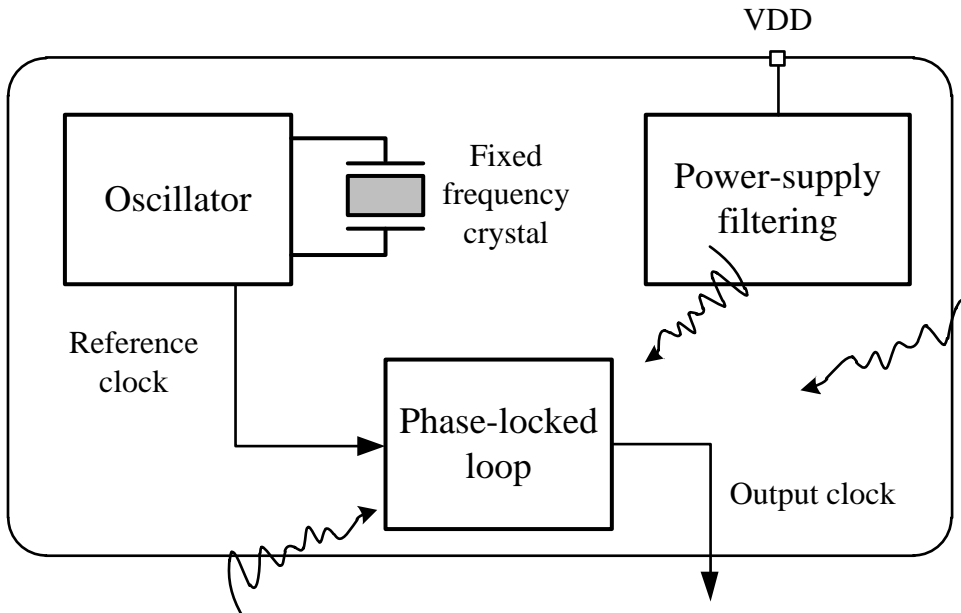 VDD
Oscillator
Fixed
frequency
crystal
Power-supply
filtering
Reference
clock
Phase-locked
loop
Output clock